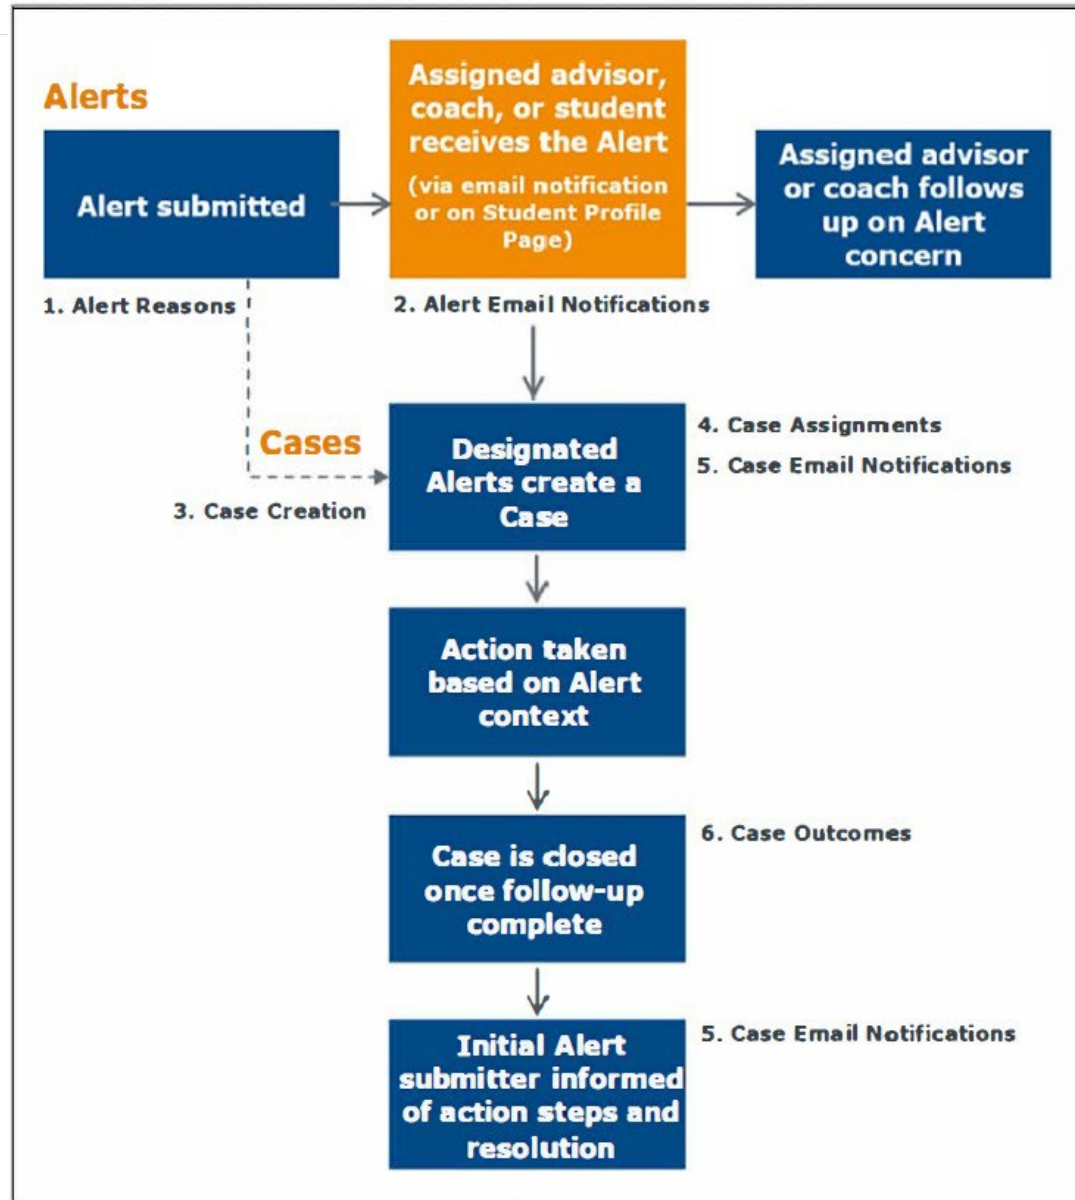 Alerts
Alert submitted
Assigned advisor,
coach, or student
receives the Alert
(via email notification
or on Student Profile
Page)
Assigned advisor
or coach follows
up on Alert
concern
1. Alert Reasons
2. Alert Email Notifications
Cases
3. Case Creation
Designated
Alerts create a
Case
4. Case Assignments
5. Case Email Notifications
Action taken
based on Alert
context
Case is closed
once follow-up
complete
6. Case Outcomes
Initial Alert
submitter informed
of action steps and
resolution
5. Case Email Notifications